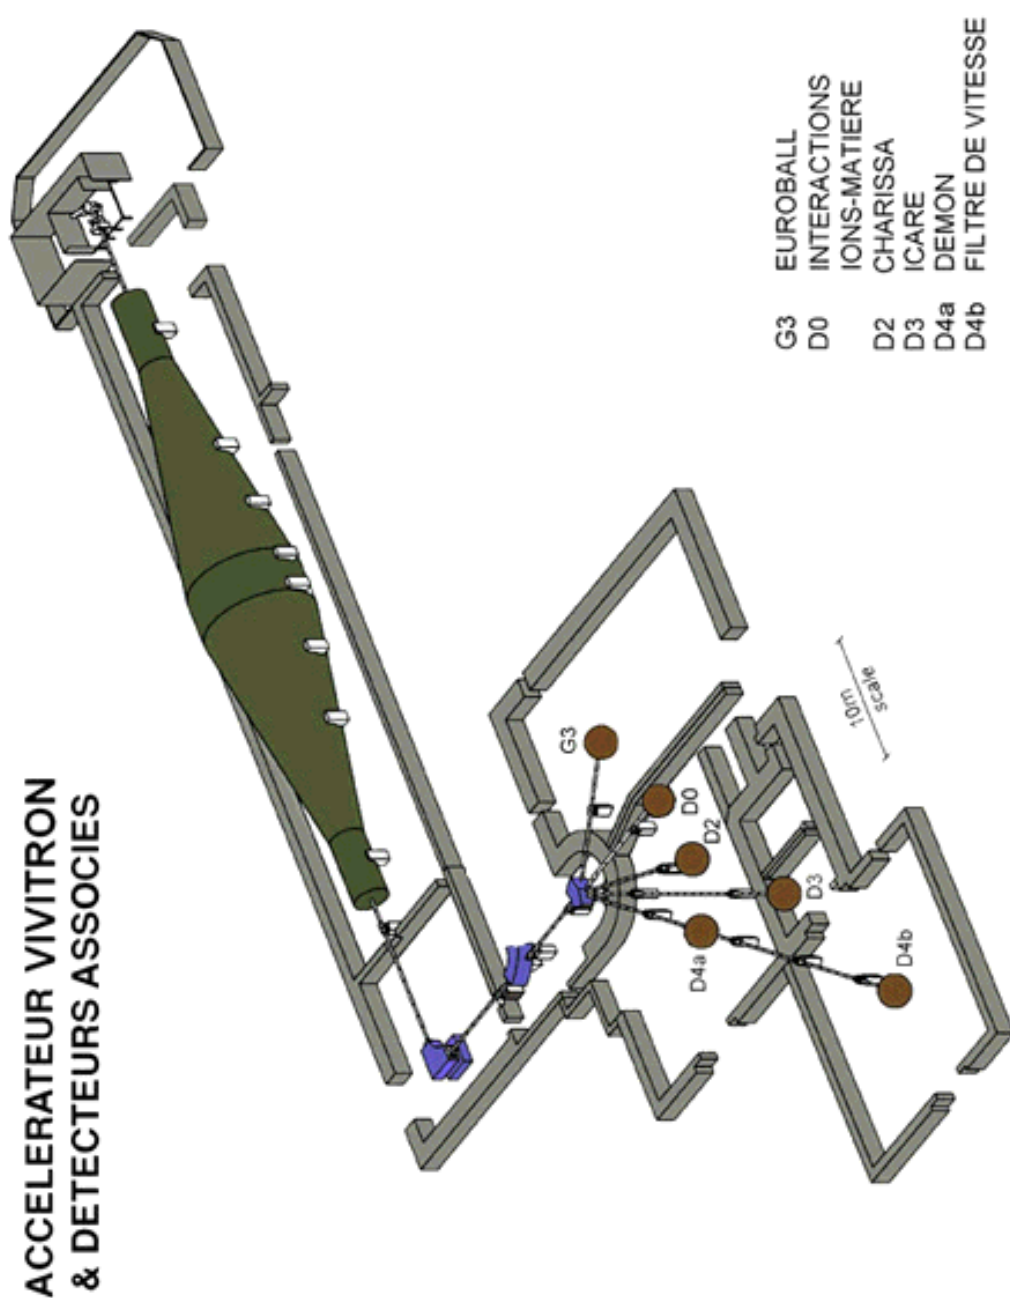 ACCELERATEUR VIVITRON
& DETECTEURS ASSOCIES
G3
D0
D2
D3
D4a
D4b
10m
scale
G3 EUROBALL
D0 INTERACTIONS
IONS-MATIERE
D2 CHARISSA
D3 ICARE
D4a DEMON
D4b FILTRE DE VITESSE